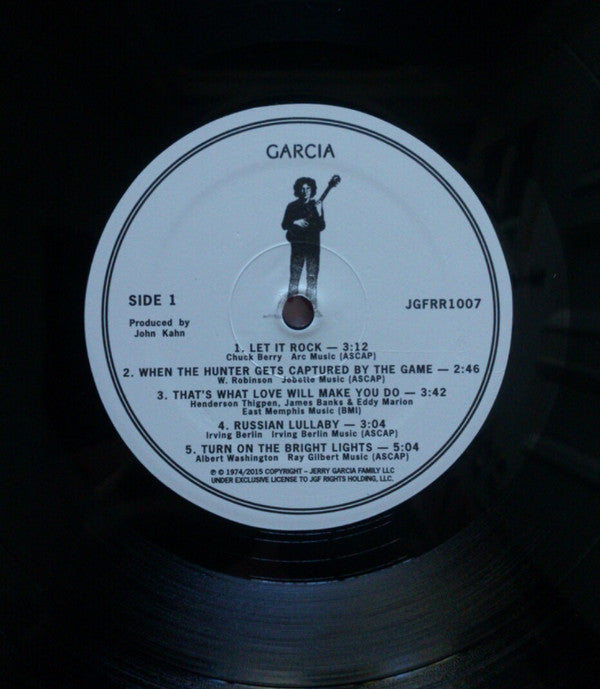 GARCIA
SIDE 1
JGFRR1007
Produced by
John Kahn
1. LET IT ROCK — 3:12
Chuck Berry Arc Music (ASCAP)
2. WHEN THE HUNTER GETS CAPTURED BY THE GAME — 2:46
W. Robinson Jobette Music (ASCAP)
3. THAT'S WHAT LOVE WILL MAKE YOU DO — 3:42
Henderson Thigpen, James Banks & Eddy Marion
East Memphis Music (BMI)
4. RUSSIAN LULLABY — 3:04
Irving Berlin Irving Berlin Music (ASCAP)
5. TURN ON THE BRIGHT LIGHTS — 5:04
Albert Washington Ray Gilbert Music (ASCAP)
℗ © 1974/2015 COPYRIGHT – JERRY GARCIA FAMILY LLC
UNDER EXCLUSIVE LICENSE TO JGF RIGHTS HOLDING, LLC.